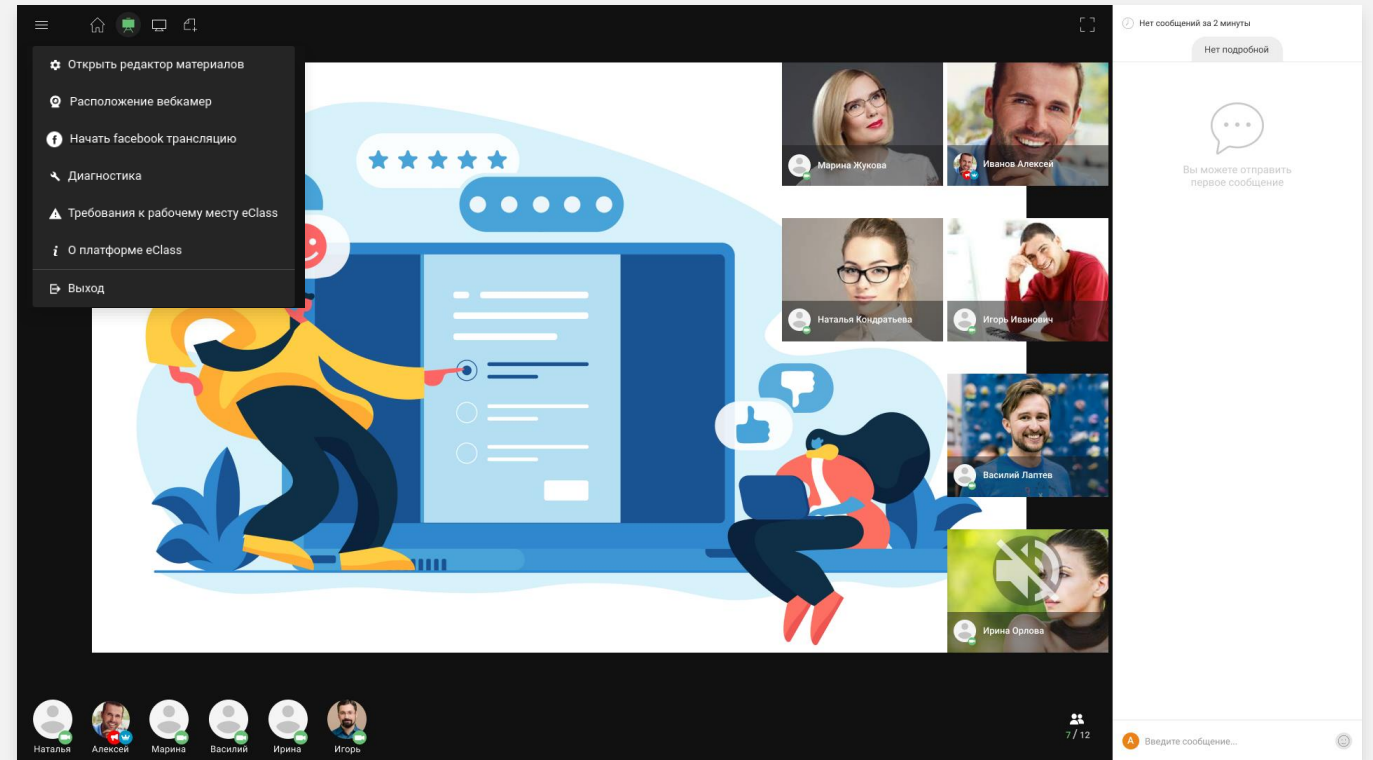 Нет сообщений за 2 минуты
Нет подробной
Открыть редактор материалов
Расположение вебкамер
Начать facebook трансляцию
Диагностика
Требования к рабочему месту eClass
О платформе eClass
Выход
Марина Жукова
Иванов Алексей
Наталья Кондратьева
Игорь Иванович
Василий Лаптев
Ирина Орлова
Вы можете отправить
первое сообщение
Наталья
Алексей
Марина
Василий
Ирина
Игорь
7/ 12
А
Введите сообщение...